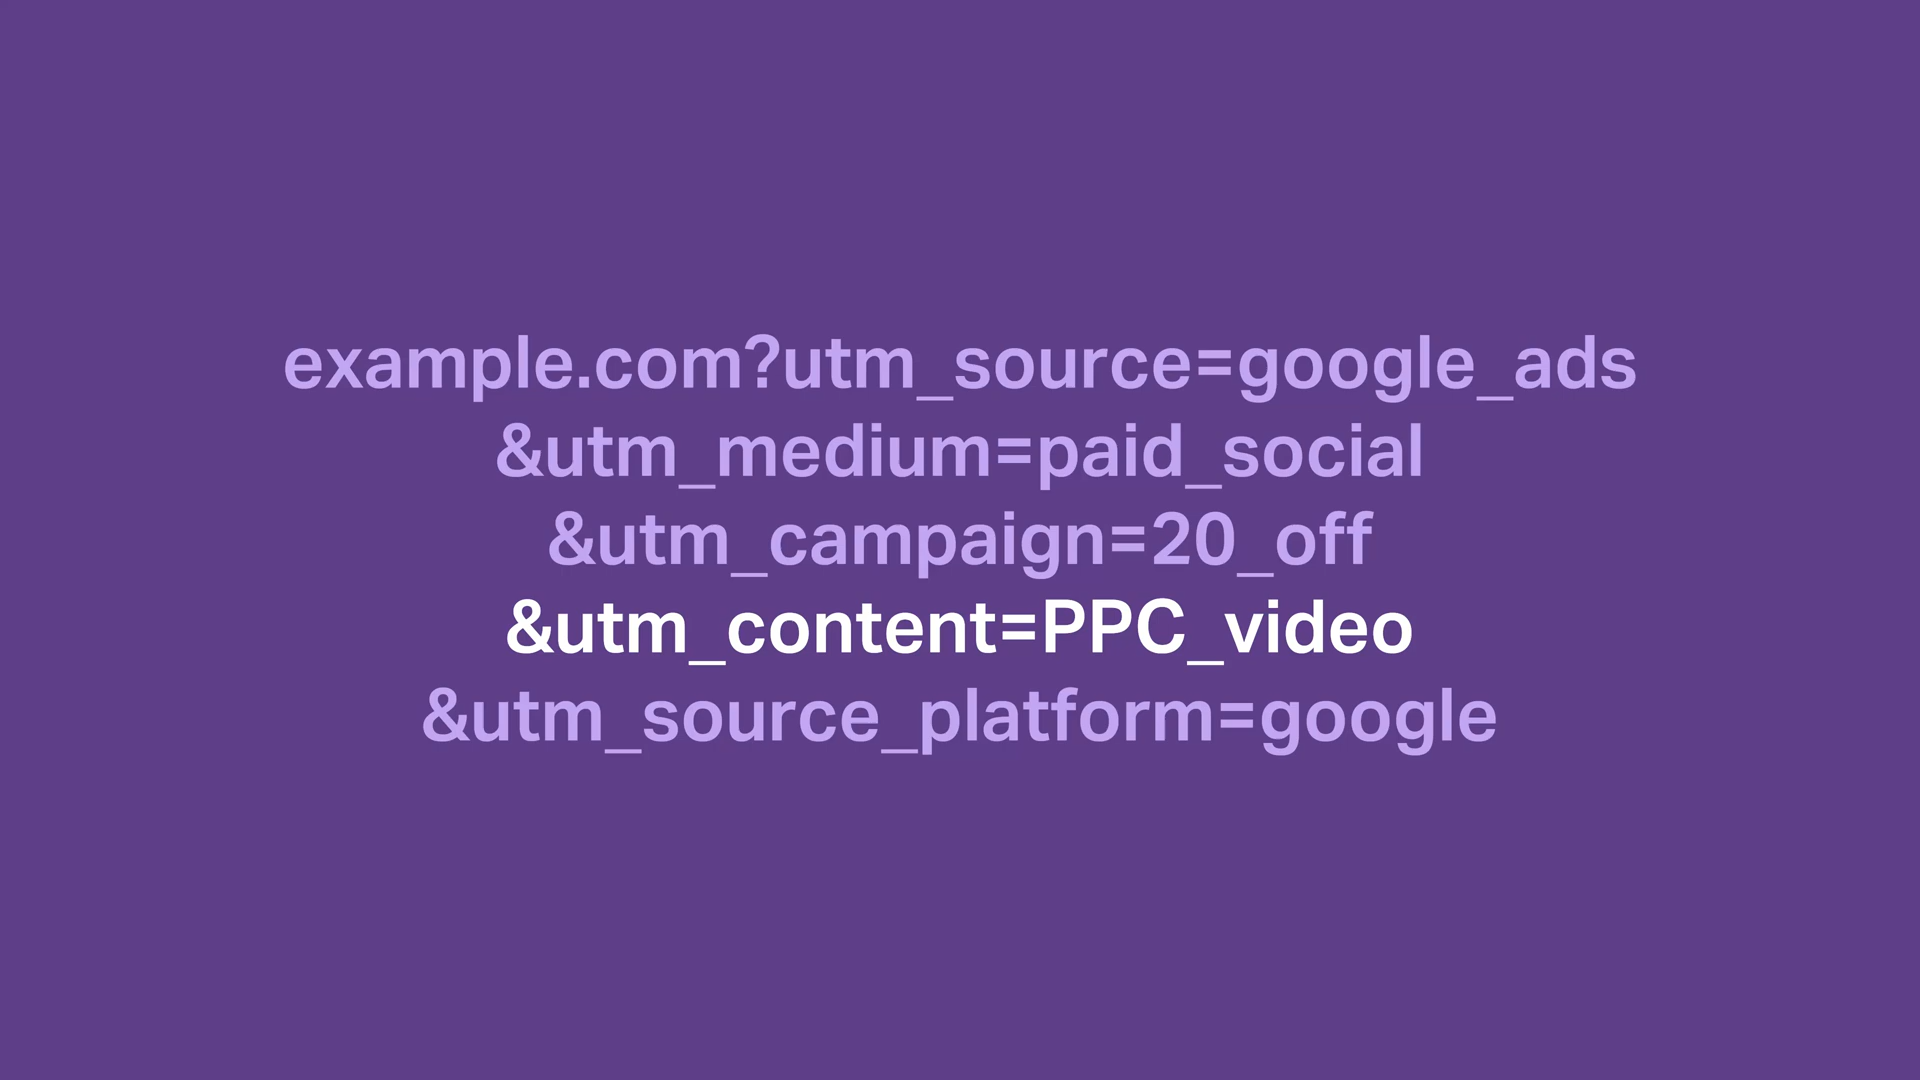 example.com?utm_source=google_ads
&utm_medium=paid_social
&utm_campaign=20_off
&utm_content=PPC_video
&utm_source_platform=google